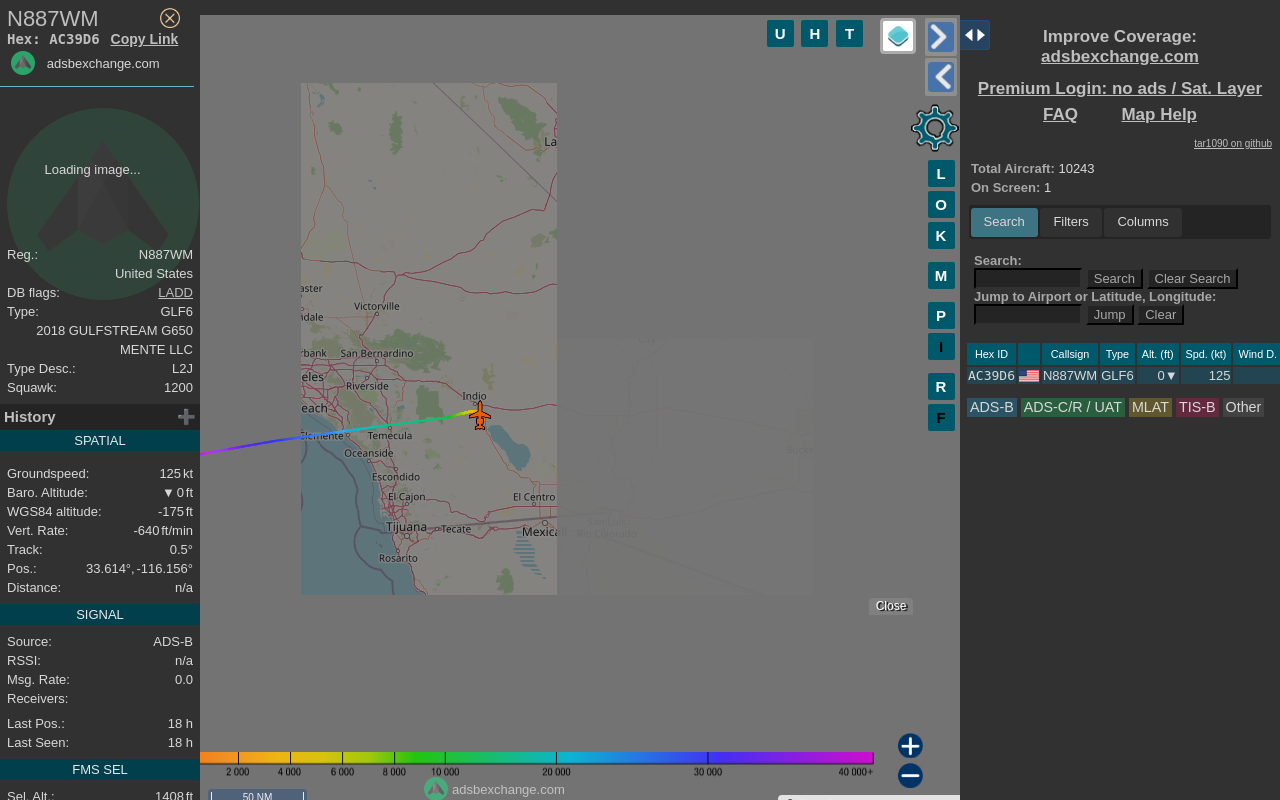 N887WM
Hex: AC39D6 Copy Link
adsbexchange.com
Loading image...
Reg.: N887WM
United States
DB flags: LADD
Type: GLF6
2018 GULFSTREAM G650
MENTE LLC
Type Desc.: L2J
Squawk: 1200
History
SPATIAL
Groundspeed: 125 kt
Baro. Altitude: ▼ 0 ft
WGS84 altitude: -175 ft
Vert. Rate: -640 ft/min
Track: 0.5°
Pos.: 33.614°, -116.156°
Distance: n/a
SIGNAL
Source: ADS-B
RSSI: n/a
Msg. Rate: 0.0
Receivers:
Last Pos.: 18 h
Last Seen: 18 h
FMS SEL
Sel. Alt.: 1408 ft
U H T
L
O
K
M
P
I
R
F
La
aster
Victorville
dale
rbank
San Bernardino
eles
Riverside
Indio
each
Clemente
Temecula
Oceanside
Escondido
El Cajon
El Centro
Tijuana
Tecate
Mexica
Rosarito
Close
2 000 4 000 6 000 8 000 10 000 20 000 30 000 40 000+
adsbexchange.com
50 NM
Improve Coverage:
adsbexchange.com
Premium Login: no ads / Sat. Layer
FAQ Map Help
tar1090 on github
Total Aircraft: 10243
On Screen: 1
Search Filters Columns
Search:
Search Clear Search
Jump to Airport or Latitude, Longitude:
Jump Clear
Hex ID Callsign Type Alt. (ft) Spd. (kt) Wind D.
AC39D6 N887WM GLF6 0▼ 125
ADS-B ADS-C/R / UAT MLAT TIS-B Other